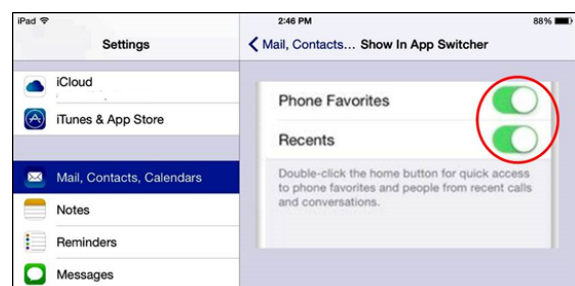 iPad 2:46 PM 88%
Settings
Mail, Contacts... Show In App Switcher
iCloud
iTunes & App Store
Mail, Contacts, Calendars
Notes
Reminders
Messages
Phone Favorites
Recents
Double-click the home button for quick access
to phone favorites and people from recent calls
and conversations.